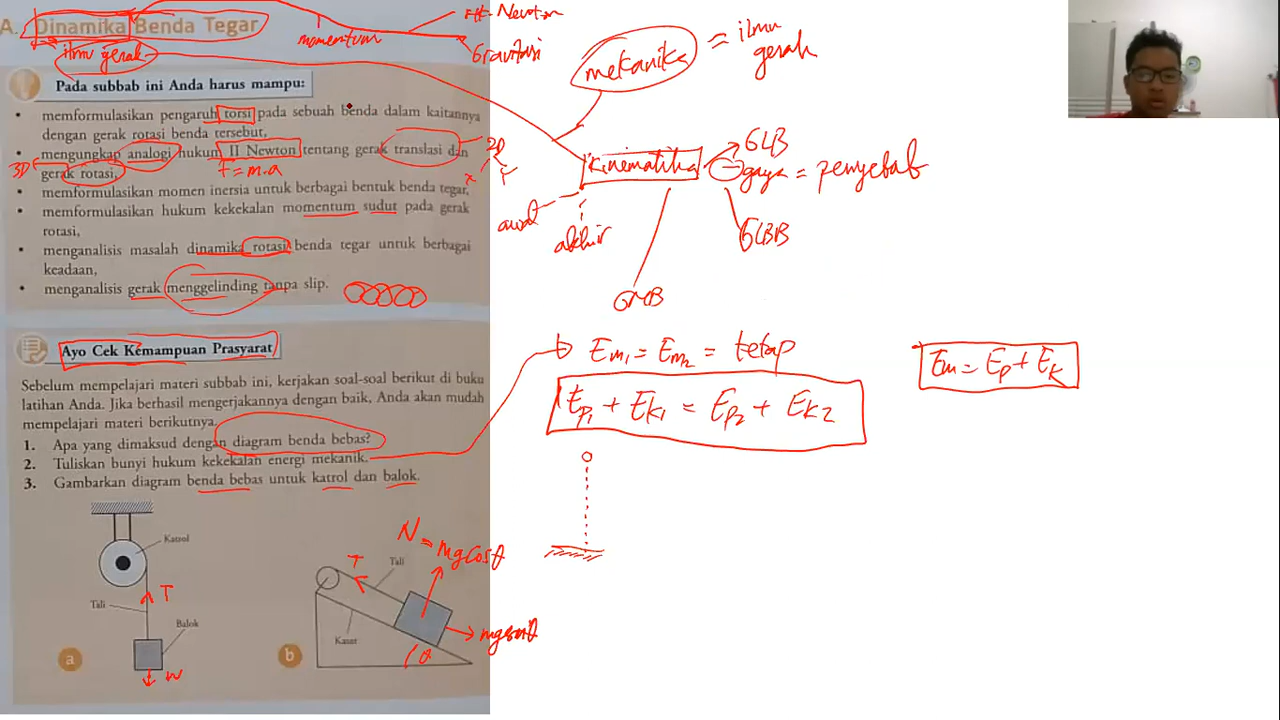 A. Dinamika Benda Tegar
ilmu gerak
momentum
Newton
Gravitasi
mekanika = ilmu gerak
Pada subbab ini Anda harus mampu:
• memformulasikan pengaruh torsi pada sebuah benda dalam kaitannya
dengan gerak rotasi benda tersebut,
• mengungkap analogi hukum II Newton tentang gerak translasi dan
gerak rotasi,
3D
F = m.a
2D
x
y
• memformulasikan momen inersia untuk berbagai bentuk benda tegar,
• memformulasikan hukum kekekalan momentum sudut pada gerak
rotasi,
• menganalisis masalah dinamika rotasi benda tegar untuk berbagai
keadaan,
• menganalisis gerak menggelinding tanpa slip.
Kinematika
GLB
gaya = penyebab
awal
akhir
GLBB
GMB
Ayo Cek Kemampuan Prasyarat
Sebelum mempelajari materi subbab ini, kerjakan soal-soal berikut di buku
latihan Anda. Jika berhasil mengerjakannya dengan baik, Anda akan mudah
mempelajari materi berikutnya.
1. Apa yang dimaksud dengan diagram benda bebas?
2. Tuliskan bunyi hukum kekekalan energi mekanik.
3. Gambarkan diagram benda bebas untuk katrol dan balok.
Em₁ = Em₂ = tetap
Ep₁ + Ek₁ = Ep₂ + Ek2
Em = Ep + Ek
Katrol
T
Tali
Balok
W
a
N = mg cos θ
T
Tali
Kasar
mg sin θ
θ
b